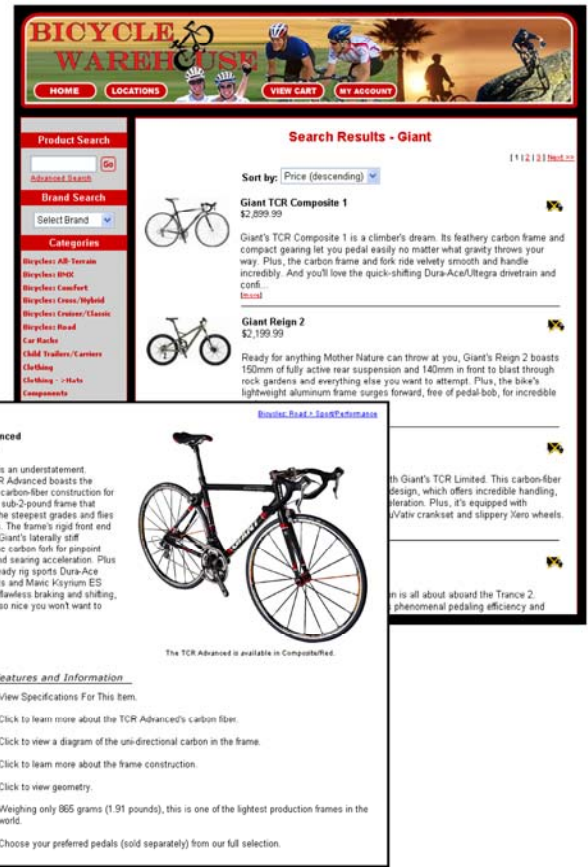 BICYCLE
WAREHOUSE
HOME
LOCATIONS
VIEW CART
MY ACCOUNT
Product Search
Go
Advanced Search
Brand Search
Select Brand
Categories
Bicycles: All-Terrain
Bicycles: BMX
Bicycles: Comfort
Bicycles: Cross/Hybrid
Bicycles: Cruiser/Classic
Bicycles: Road
Car Racks
Child Trailers/Carriers
Clothing
Clothing - >Hats
Components
Search Results - Giant
[ 1 | 2 | 3 ] Next >>
Sort by: Price (descending)
Giant TCR Composite 1
$2,899.99
Giant's TCR Composite 1 is a climber's dream. Its feathery carbon frame and
compact gearing let you pedal easily no matter what gravity throws your
way. Plus, the carbon frame and fork ride velvety smooth and handle
incredibly. And you'll love the quick-shifting Dura-Ace/Ultegra drivetrain and
confi...
[more]
Giant Reign 2
$2,199.99
Ready for anything Mother Nature can throw at you, Giant's Reign 2 boasts
150mm of fully active rear suspension and 140mm in front to blast through
rock gardens and everything else you want to attempt. Plus, the bike's
lightweight aluminum frame surges forward, free of pedal-bob, for incredible
th Giant's TCR Limited. This carbon-fiber
design, which offers incredible handling,
eleration. Plus, it's equipped with
uVativ crankset and slippery Xero wheels.
n is all about aboard the Trance 2.
phenomenal pedaling efficiency and
Bicycles: Road > Sport/Performance
nced
s an understatement.
R Advanced boasts the
carbon-fiber construction for
sub-2-pound frame that
he steepest grades and flies
. The frame's rigid front end
Giant's laterally stiff
c carbon fork for pinpoint
nd searing acceleration. Plus
eady rig sports Dura-Ace
s and Mavic Ksyrium ES
flawless braking and shifting,
so nice you won't want to
GIANT
The TCR Advanced is available in Composite/Red.
eatures and Information
View Specifications For This Item.
Click to learn more about the TCR Advanced's carbon fiber.
Click to view a diagram of the uni-directional carbon in the frame.
Click to learn more about the frame construction.
Click to view geometry.
Weighing only 865 grams (1.91 pounds), this is one of the lightest production frames in the
world.
Choose your preferred pedals (sold separately) from our full selection.